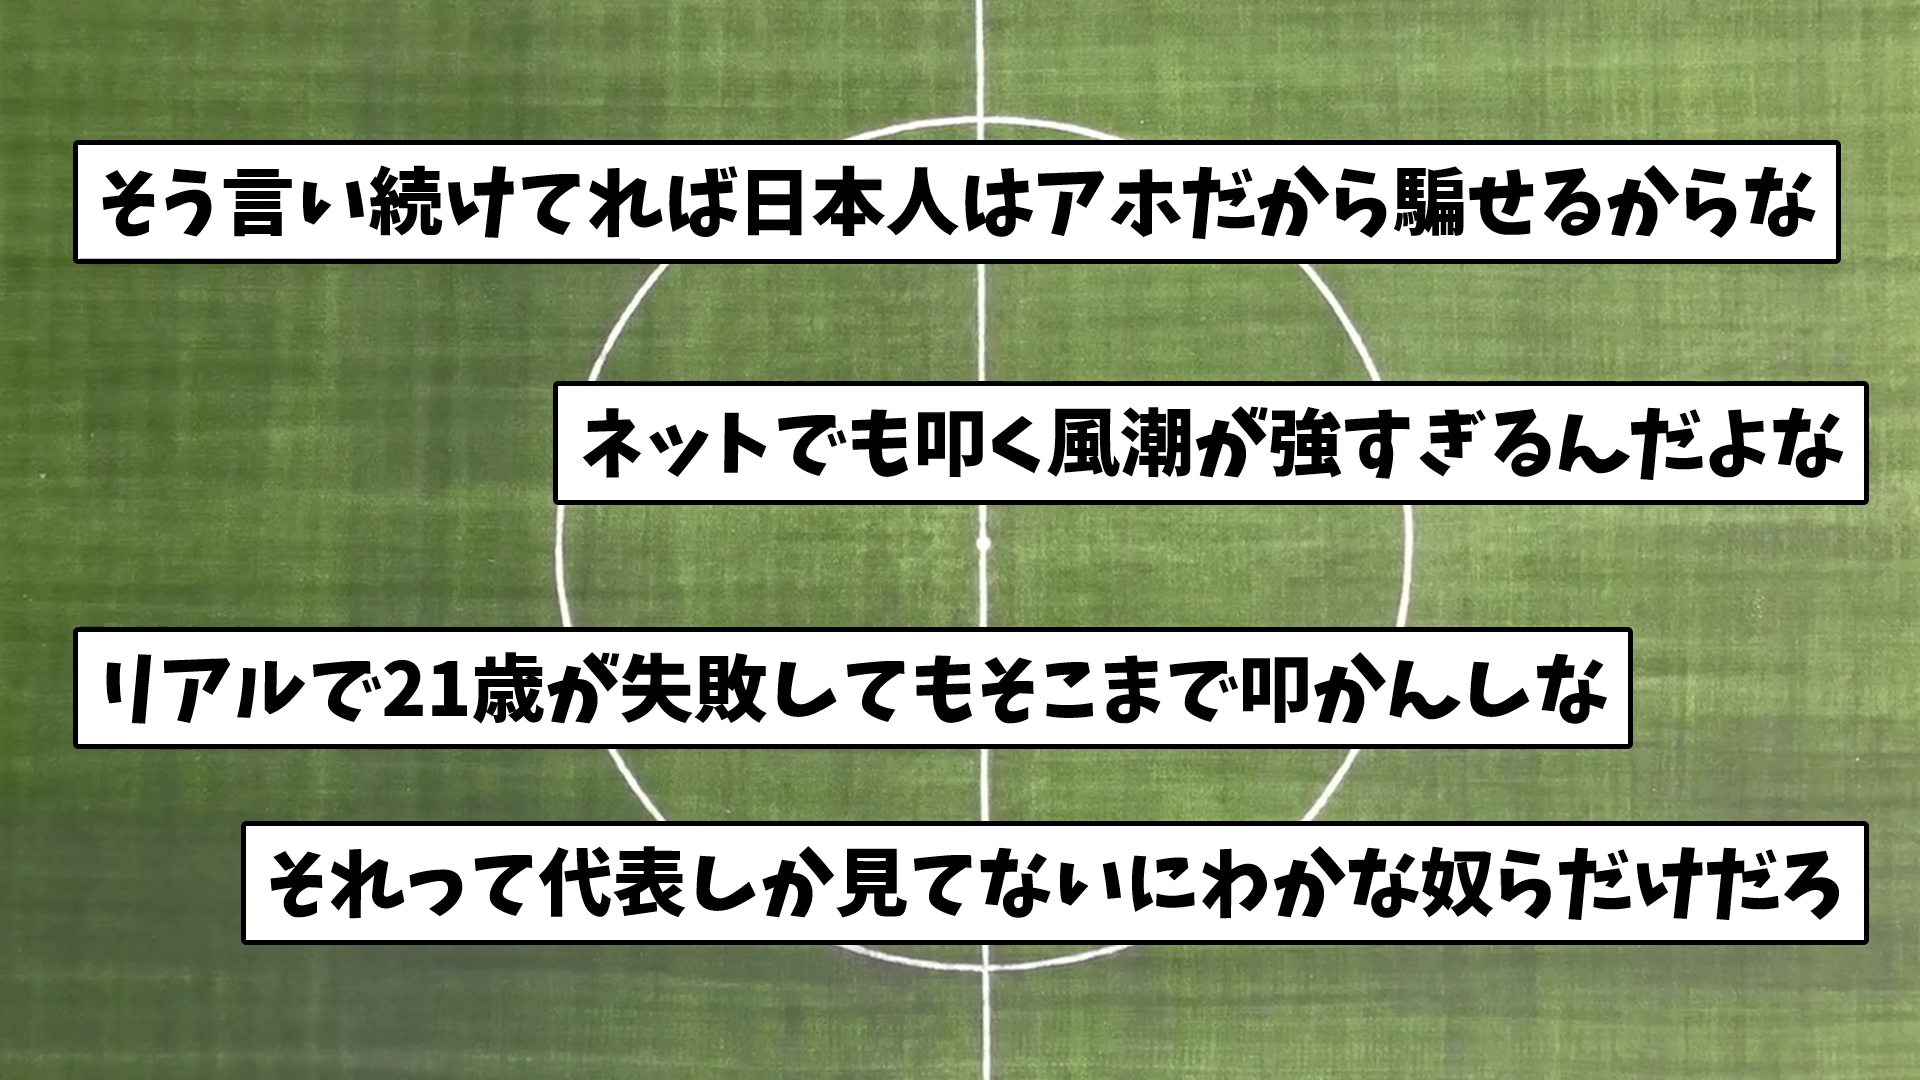 そう言い続けてれば日本人はアホだから騙せるからな
ネットでも叩く風潮が強すぎるんだよな
リアルで21歳が失敗してもそこまで叩かんしな
それって代表しか見てないにわかな奴らだけだろ